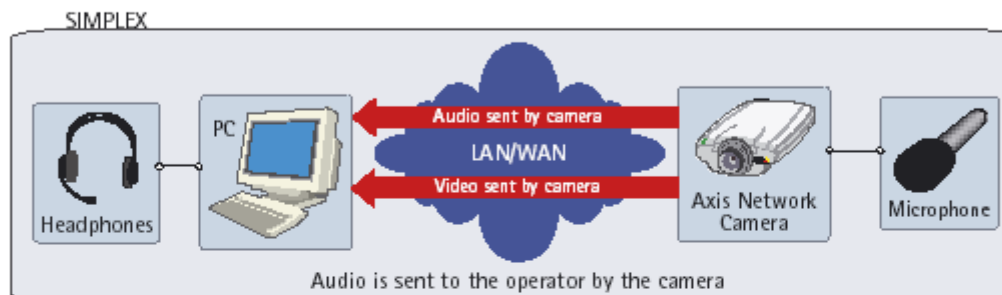 SIMPLEX
PC
Audio sent by camera
LAN/WAN
Video sent by camera
Headphones
Axis Network
Camera
Microphone
Audio is sent to the operator by the camera